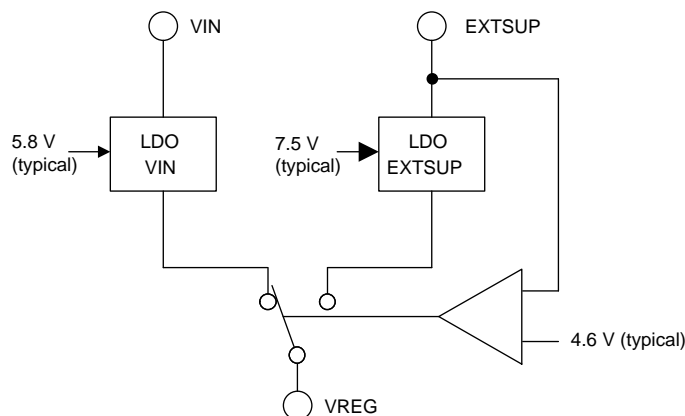 VIN
EXTSUP
5.8 V
(typical)
LDO
VIN
7.5 V
(typical)
LDO
EXTSUP
4.6 V (typical)
VREG